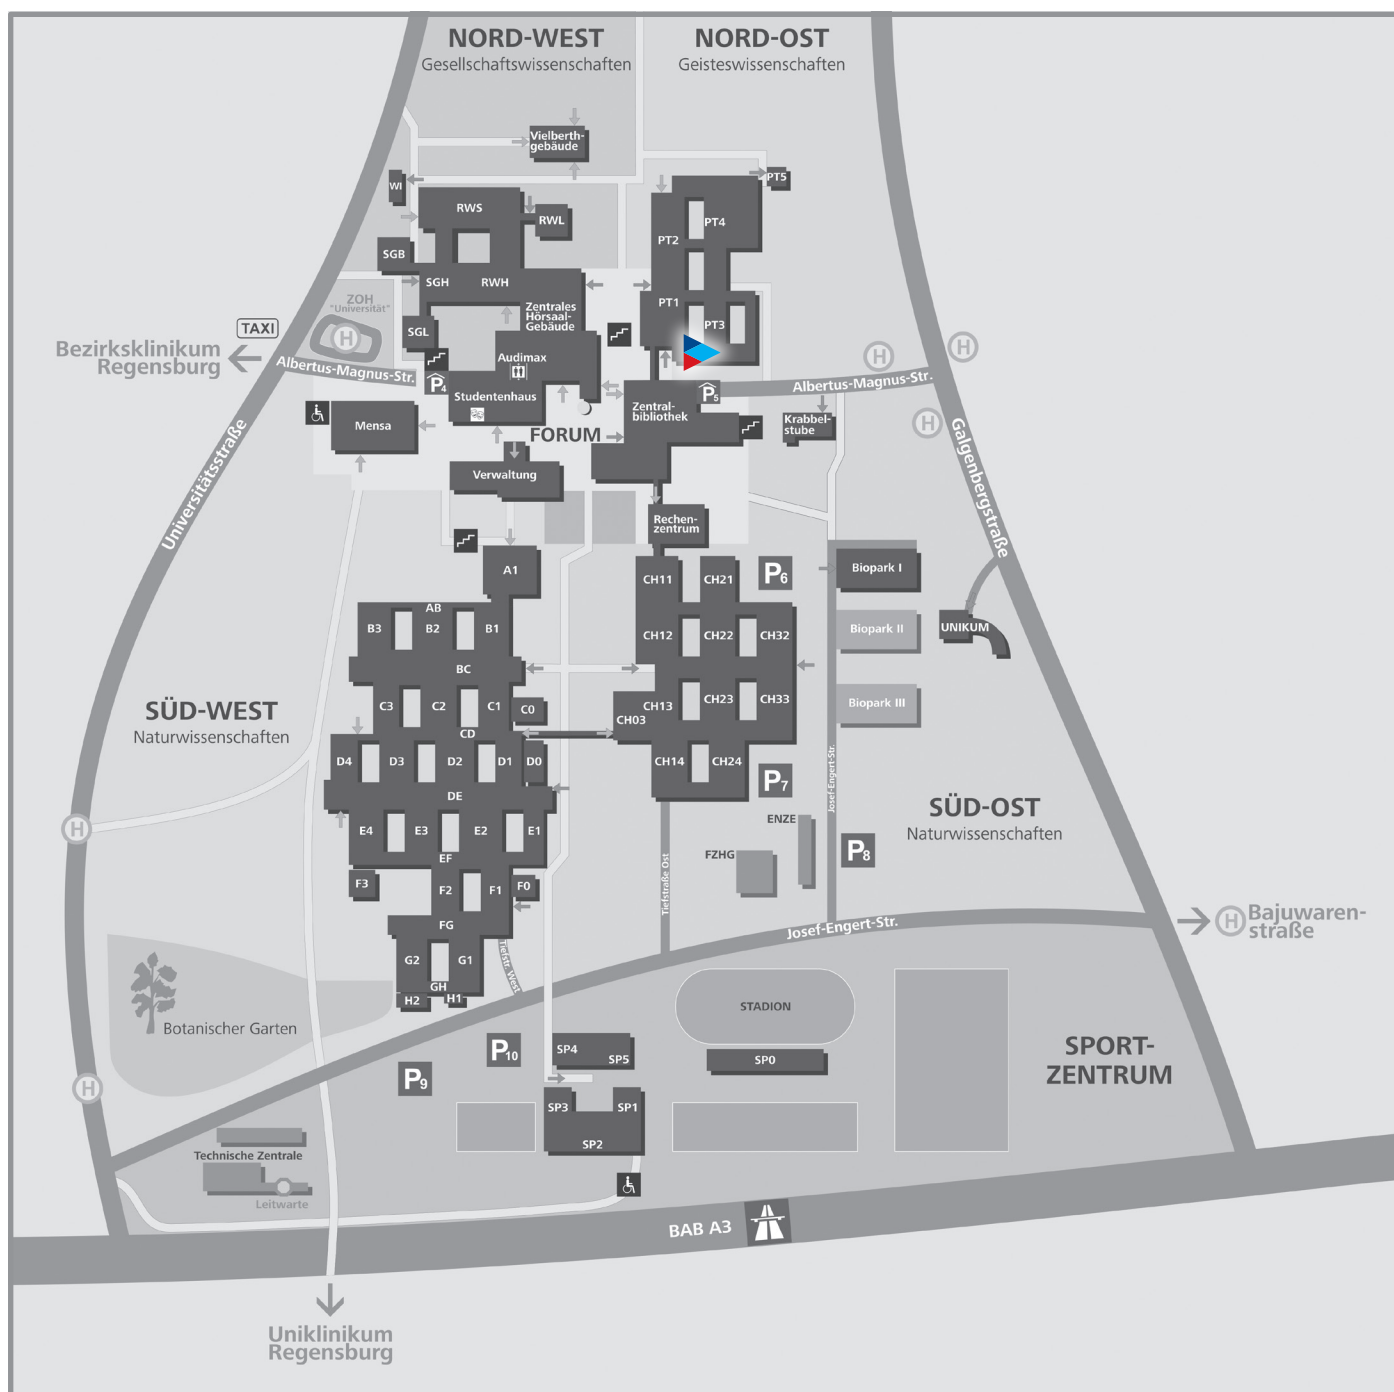 NORD-WEST
Gesellschaftswissenschaften
NORD-OST
Geisteswissenschaften
Vielberth-
gebäude
WI
PT5
RWS
RWL
PT4
PT2
SGB
SGH
RWH
PT1
PT3
ZOH
"Universität"
H
TAXI
Zentrales
Hörsaal-
Gebäude
SGL
Bezirksklinikum
Regensburg
Albertus-Magnus-Str.
P4
Audimax
Studentenhaus
Mensa
FORUM
Zentral-
bibliothek
P5
Albertus-Magnus-Str.
H
H
H
Krabbel-
stube
Galgenbergstraße
Universitätsstraße
Verwaltung
Rechen-
zentrum
A1
CH11
CH21
P6
Biopark I
AB
B3
B2
B1
CH12
CH22
CH32
Biopark II
UNIKUM
BC
SÜD-WEST
Naturwissenschaften
C3
C2
C1
C0
CD
CH13
CH03
CH23
CH33
Biopark III
D4
D3
D2
D1
D0
CH14
CH24
P7
Josef-Engert-Str.
DE
SÜD-OST
Naturwissenschaften
H
E4
E3
E2
E1
EF
ENZE
FZHG
P8
F3
F2
F1
F0
Tiefstraße Ost
FG
Josef-Engert-Str.
H
Bajuwaren-
straße
G2
G1
GH
H2
H1
Tiefstr. West
Botanischer Garten
STADION
SP0
SPORT-
ZENTRUM
P10
P9
SP4
SP5
H
SP3
SP1
SP2
Technische Zentrale
Leitwarte
BAB A3
Uniklinikum
Regensburg